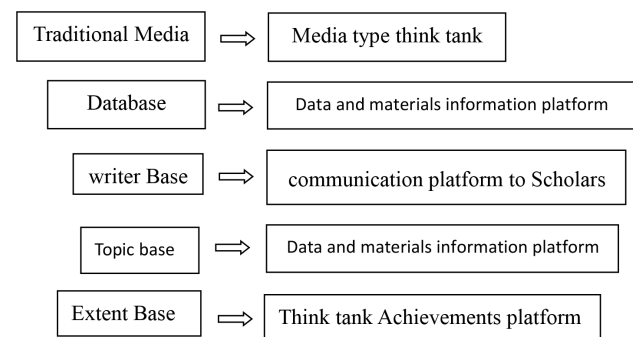 Traditional Media
Media type think tank
Database
Data and materials information platform
writer Base
communication platform to Scholars
Topic base
Data and materials information platform
Extent Base
Think tank Achievements platform